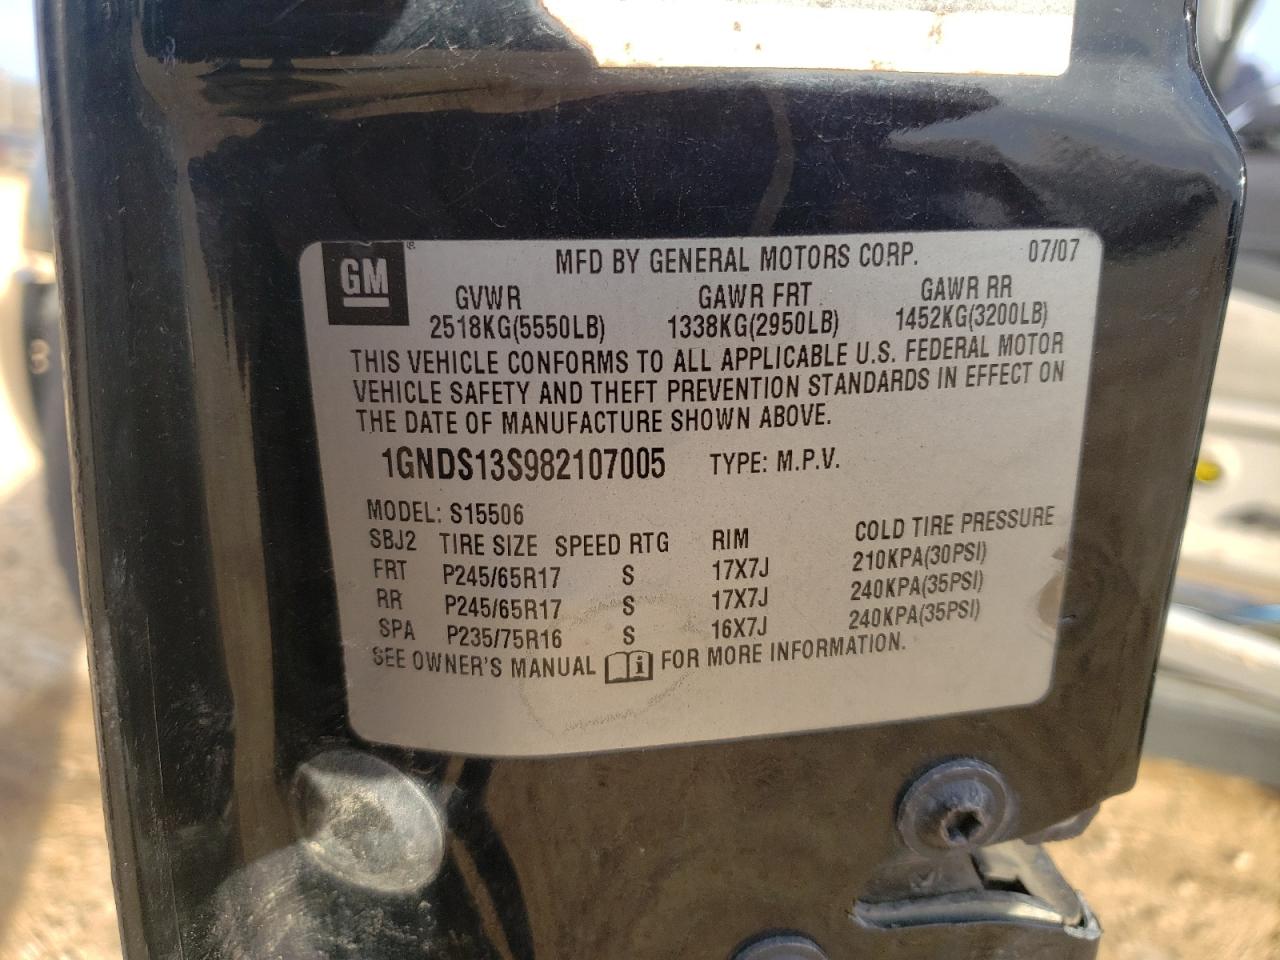 GM ® MFD BY GENERAL MOTORS CORP. 07/07
GVWR GAWR FRT GAWR RR
2518KG(5550LB) 1338KG(2950LB) 1452KG(3200LB)
THIS VEHICLE CONFORMS TO ALL APPLICABLE U.S. FEDERAL MOTOR
VEHICLE SAFETY AND THEFT PREVENTION STANDARDS IN EFFECT ON
THE DATE OF MANUFACTURE SHOWN ABOVE.
1GNDS13S982107005 TYPE: M.P.V.
MODEL: S15506
SBJ2 TIRE SIZE SPEED RTG RIM COLD TIRE PRESSURE
FRT P245/65R17 S 17X7J 210KPA(30PSI)
RR P245/65R17 S 17X7J 240KPA(35PSI)
SPA P235/75R16 S 16X7J 240KPA(35PSI)
SEE OWNER'S MANUAL i FOR MORE INFORMATION.